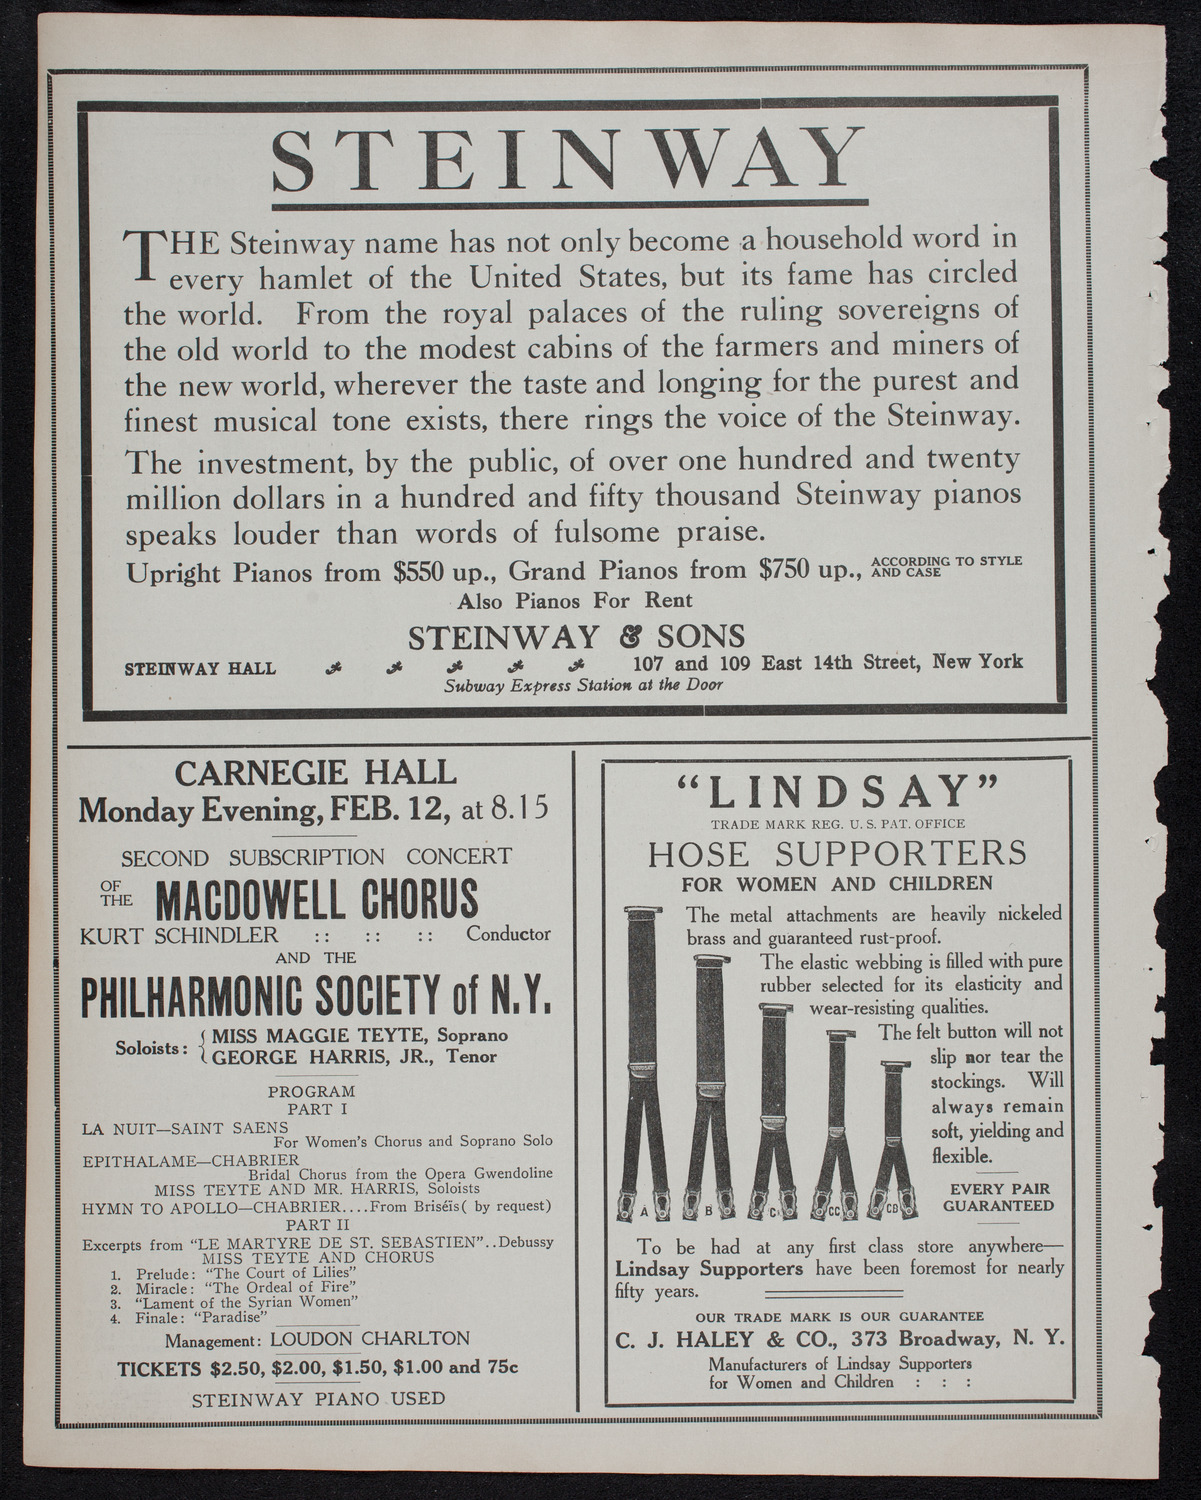 STEINWAY
THE Steinway name has not only become a household word in
every hamlet of the United States, but its fame has circled
the world. From the royal palaces of the ruling sovereigns of
the old world to the modest cabins of the farmers and miners of
the new world, wherever the taste and longing for the purest and
finest musical tone exists, there rings the voice of the Steinway.
The investment, by the public, of over one hundred and twenty
million dollars in a hundred and fifty thousand Steinway pianos
speaks louder than words of fulsome praise.
Upright Pianos from $550 up., Grand Pianos from $750 up., ACCORDING TO STYLE
AND CASE
Also Pianos For Rent
STEINWAY & SONS
STEINWAY HALL 107 and 109 East 14th Street, New York
Subway Express Station at the Door
CARNEGIE HALL
Monday Evening, FEB. 12, at 8.15
SECOND SUBSCRIPTION CONCERT
OF THE MACDOWELL CHORUS
KURT SCHINDLER :: :: :: Conductor
AND THE
PHILHARMONIC SOCIETY of N.Y.
Soloists: { MISS MAGGIE TEYTE, Soprano
GEORGE HARRIS, JR., Tenor
PROGRAM
PART I
LA NUIT—SAINT SAENS
For Women's Chorus and Soprano Solo
EPITHALAME—CHABRIER
Bridal Chorus from the Opera Gwendoline
MISS TEYTE AND MR. HARRIS, Soloists
HYMN TO APOLLO—CHABRIER....From Briséïs( by request)
PART II
Excerpts from "LE MARTYRE DE ST. SEBASTIEN"..Debussy
MISS TEYTE AND CHORUS
1. Prelude: "The Court of Lilies"
2. Miracle: "The Ordeal of Fire"
3. "Lament of the Syrian Women"
4. Finale: "Paradise"
Management: LOUDON CHARLTON
TICKETS $2.50, $2.00, $1.50, $1.00 and 75c
STEINWAY PIANO USED
"LINDSAY"
TRADE MARK REG. U. S. PAT. OFFICE
HOSE SUPPORTERS
FOR WOMEN AND CHILDREN
The metal attachments are heavily nickeled
brass and guaranteed rust-proof.
The elastic webbing is filled with pure
rubber selected for its elasticity and
wear-resisting qualities.
The felt button will not
slip nor tear the
stockings. Will
always remain
soft, yielding and
flexible.
EVERY PAIR
GUARANTEED
A B C CC CB
To be had at any first class store anywhere—
Lindsay Supporters have been foremost for nearly
fifty years.
OUR TRADE MARK IS OUR GUARANTEE
C. J. HALEY & CO., 373 Broadway, N. Y.
Manufacturers of Lindsay Supporters
for Women and Children : : :